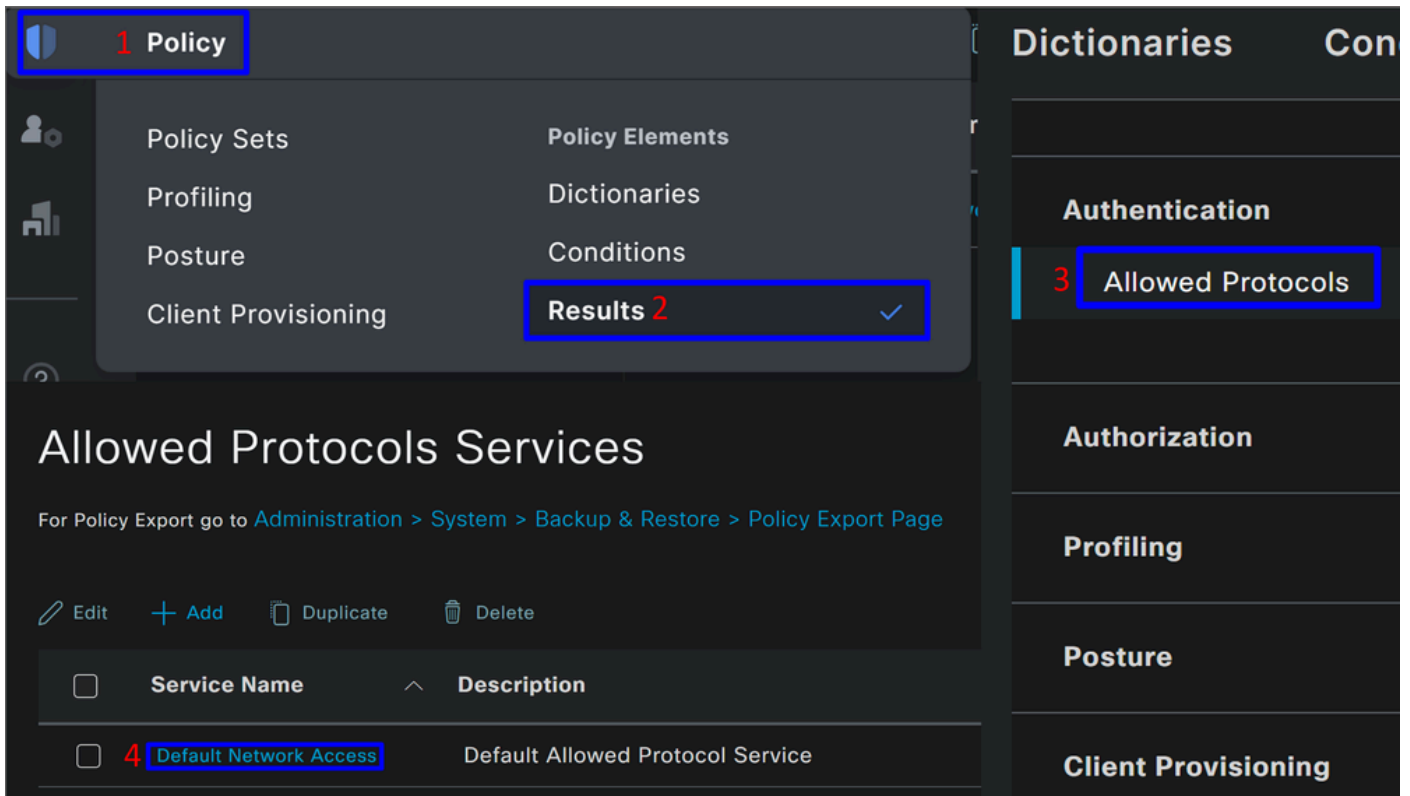 1 Policy
Policy Sets
Profiling
Posture
Client Provisioning
Policy Elements
Dictionaries
Conditions
Results 2
Dictionaries
Authentication
3 Allowed Protocols
Authorization
Profiling
Posture
Client Provisioning
Allowed Protocols Services
For Policy Export go to Administration > System > Backup & Restore > Policy Export Page
Edit Add Duplicate Delete
Service Name Description
4 Default Network Access Default Allowed Protocol Service